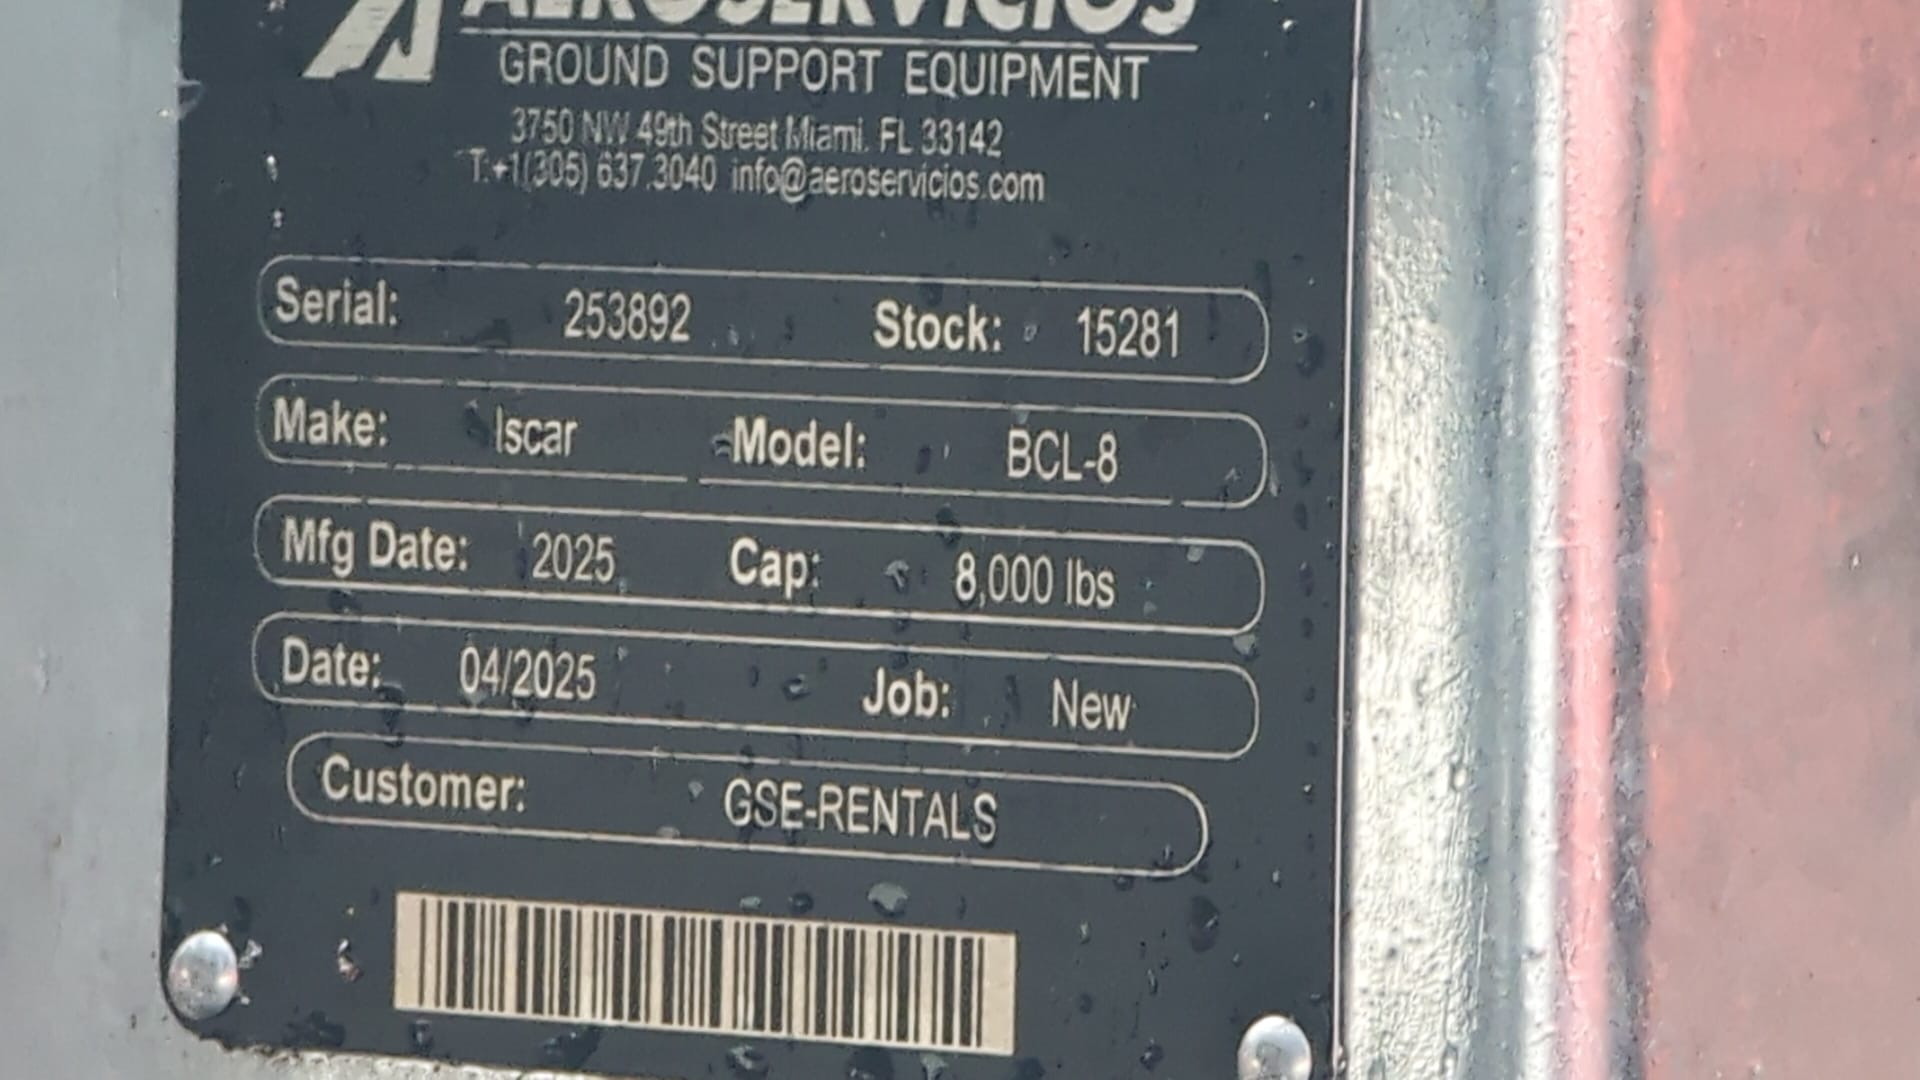 AEROSERVICIOS
GROUND SUPPORT EQUIPMENT
3750 NW 49th Street Miami. FL 33142
T:+1(305) 637.3040 info@aeroservicios.com
Serial: 253892 Stock: 15281
Make: Iscar Model: BCL-8
Mfg Date: 2025 Cap: 8,000 lbs
Date: 04/2025 Job: New
Customer: GSE-RENTALS